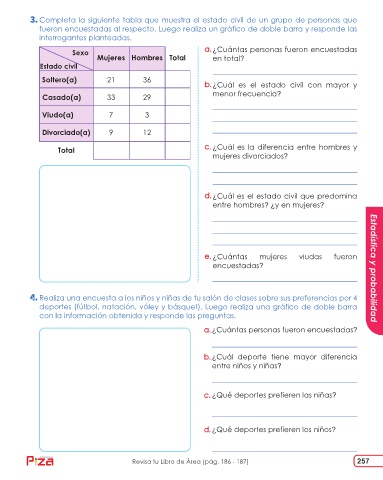 3. Completa la siguiente tabla que muestra el estado civil de un grupo de personas que
fueron encuestadas al respecto. Luego realiza un gráfico de doble barra y responde las
interrogantes planteadas.
Sexo
Estado civil
Mujeres Hombres Total
Soltero(a) 21 36
Casado(a) 33 29
Viudo(a) 7 3
Divorciado(a) 9 12
Total
a. ¿Cuántas personas fueron encuestadas
en total?
b. ¿Cuál es el estado civil con mayor y
menor frecuencia?
c. ¿Cuál es la diferencia entre hombres y
mujeres divorciados?
d. ¿Cuál es el estado civil que predomina
entre hombres? ¿y en mujeres?
e. ¿Cuántas mujeres viudas fueron
encuestadas?
Estadística y probabilidad
4. Realiza una encuesta a los niños y niñas de tu salón de clases sobre sus preferencias por 4
deportes (fútbol, natación, vóley y básquet). Luego realiza una gráfico de doble barra
con la información obtenida y responde las preguntas.
a. ¿Cuántas personas fueron encuestadas?
b. ¿Cuál deporte tiene mayor diferencia
entre niños y niñas?
c. ¿Qué deportes prefieren las niñas?
d. ¿Qué deportes prefieren los niños?
Revisa tu Libro de Área (pág. 186 - 187)
257